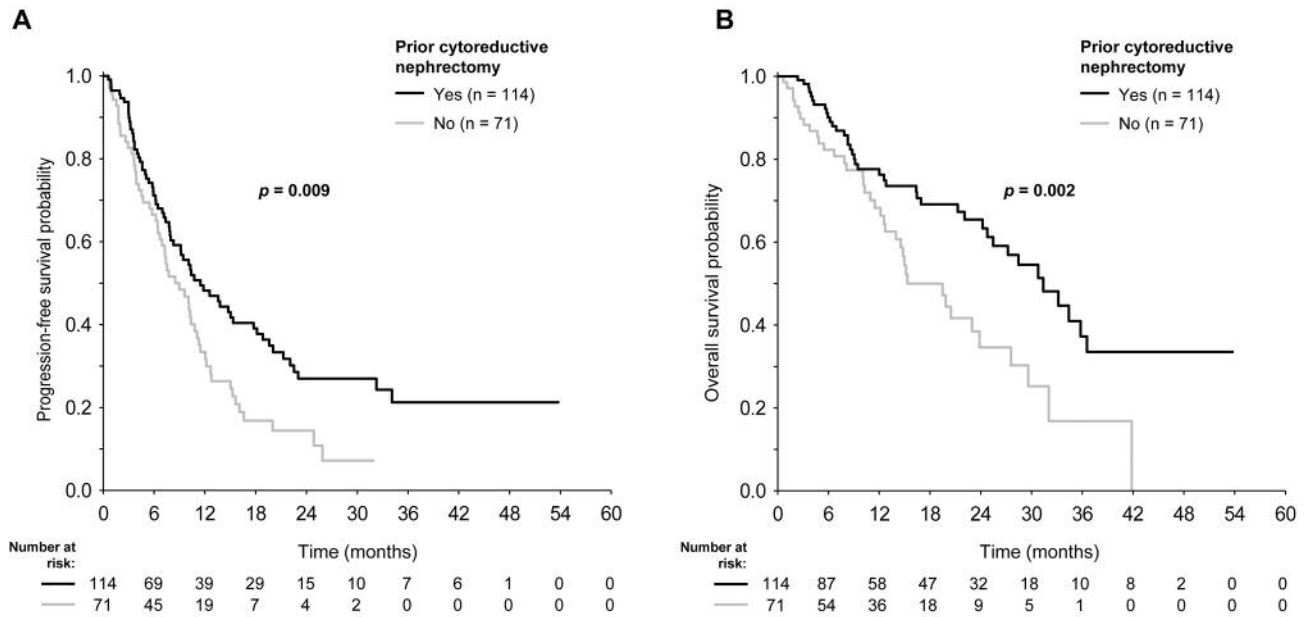 A
Prior cytoreductive
nephrectomy
Yes (n = 114)
No (n = 71)
p = 0.009
Progression-free survival probability
1.0
0.8
0.6
0.4
0.2
0.0
0 6 12 18 24 30 36 42 48 54 60
Time (months)
Number at
risk:
114 69 39 29 15 10 7 6 1 0 0
71 45 19 7 4 2 0 0 0 0 0
B
Prior cytoreductive
nephrectomy
Yes (n = 114)
No (n = 71)
p = 0.002
Overall survival probability
1.0
0.8
0.6
0.4
0.2
0.0
0 6 12 18 24 30 36 42 48 54 60
Time (months)
Number at
risk:
114 87 58 47 32 18 10 8 2 0 0
71 54 36 18 9 5 1 0 0 0 0